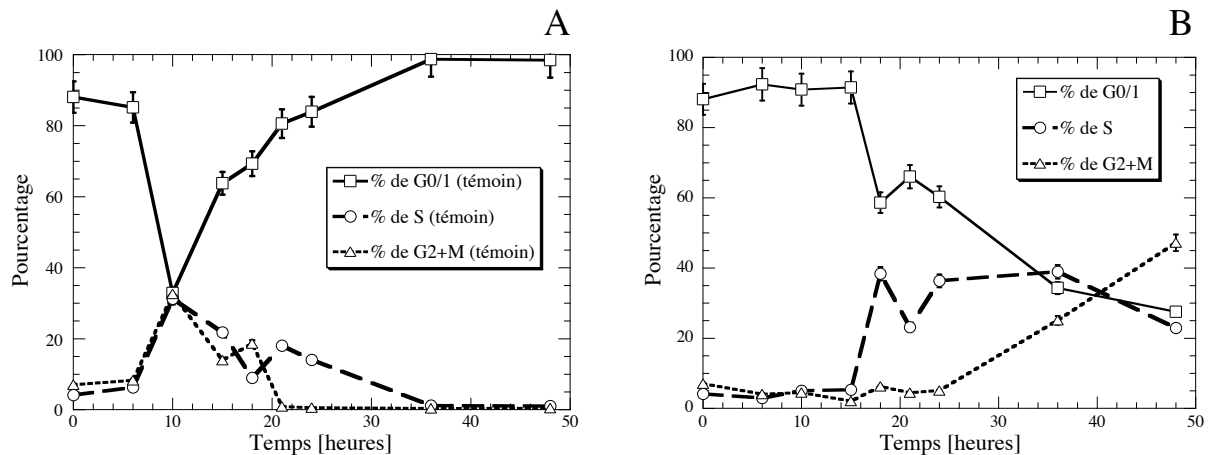 A
100
80
60
40
20
0
Pourcentage
% de G0/1 (témoin)
% de S (témoin)
% de G2+M (témoin)
0 10 20 30 40 50
Temps [heures]
B
100
80
60
40
20
0
Pourcentage
% de G0/1
% de S
% de G2+M
0 10 20 30 40 50
Temps [heures]